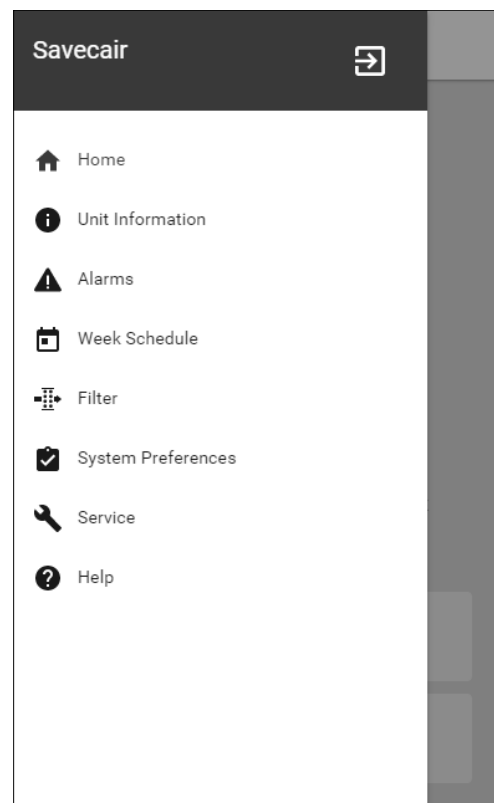 Savecair
Home
Unit Information
Alarms
Week Schedule
Filter
System Preferences
Service
Help